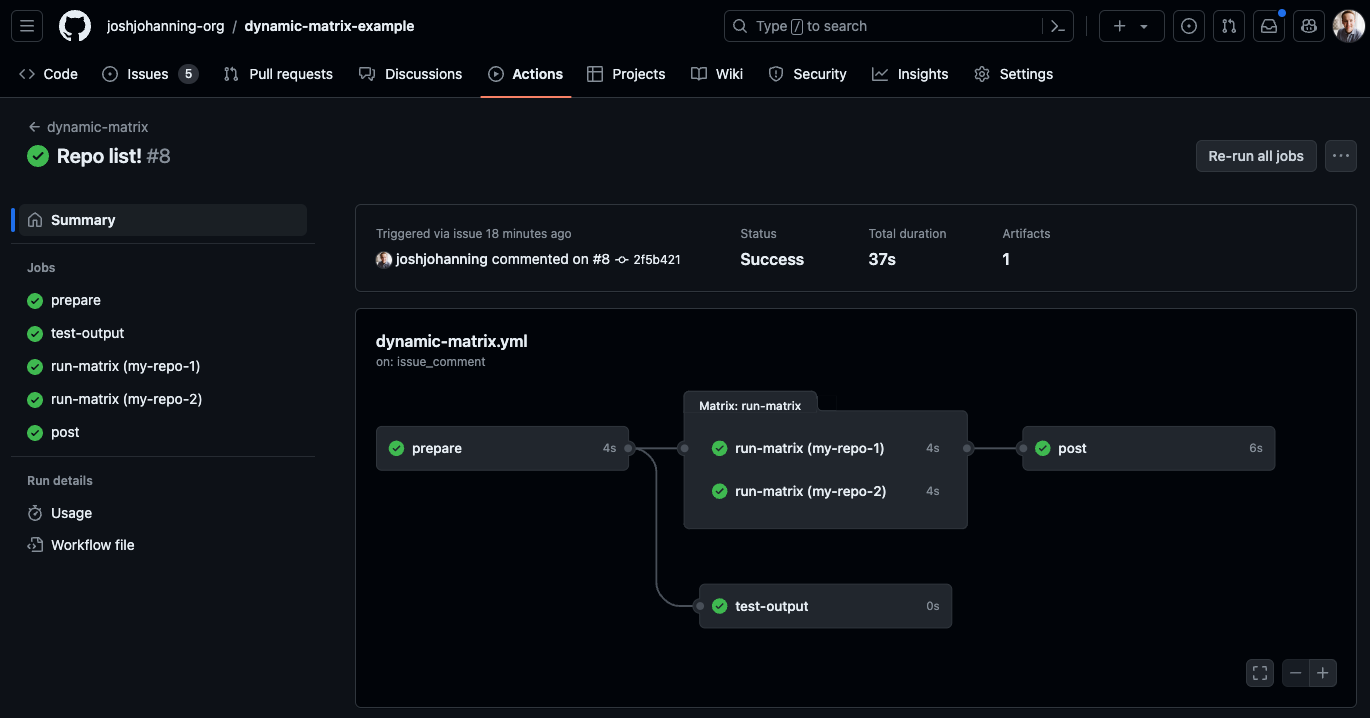 joshjohanning-org / dynamic-matrix-example
Type / to search
Code
Issues 5
Pull requests
Discussions
Actions
Projects
Wiki
Security
Insights
Settings
dynamic-matrix
Repo list! #8
Re-run all jobs
Summary
Jobs
prepare
test-output
run-matrix (my-repo-1)
run-matrix (my-repo-2)
post
Run details
Usage
Workflow file
Triggered via issue 18 minutes ago
joshjohanning commented on #8 2f5b421
Status
Success
Total duration
37s
Artifacts
1
dynamic-matrix.yml
on: issue_comment
prepare 4s
Matrix: run-matrix
run-matrix (my-repo-1) 4s
run-matrix (my-repo-2) 4s
post 6s
test-output 0s